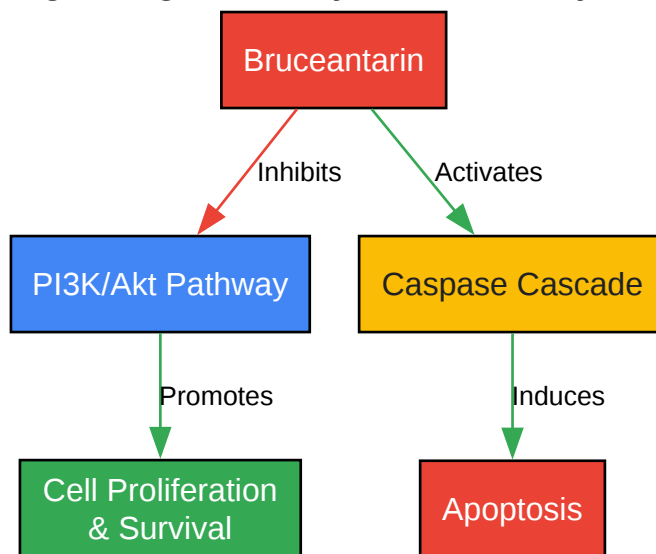 Bruceantarin
Inhibits
Activates
PI3K/Akt Pathway
Caspase Cascade
Promotes
Induces
Cell Proliferation
& Survival
Apoptosis